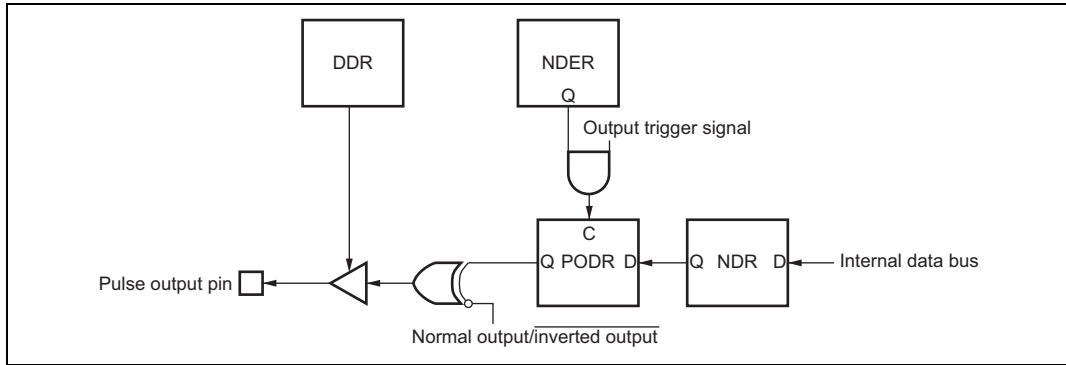 DDR
NDER
Q
Output trigger signal
C
Q PODR D
Q NDR D
Internal data bus
Pulse output pin
Normal output/inverted output